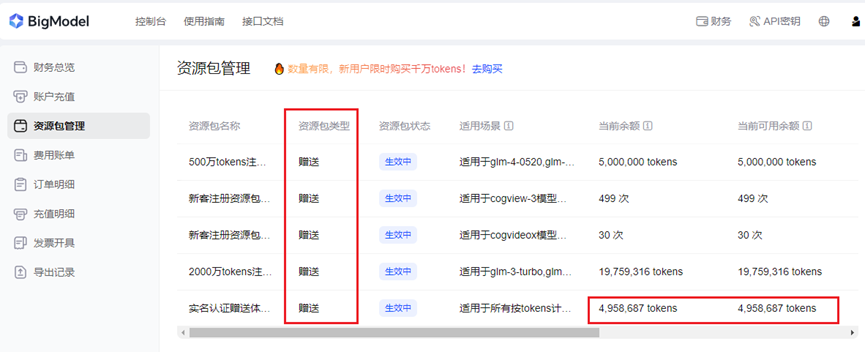 BigModel 控制台 使用指南 接口文档 财务 API密钥
财务总览
账户充值
资源包管理
费用账单
订单明细
充值明细
发票开具
导出记录
资源包管理 数量有限，新用户限时购买千万tokens！去购买
资源包名称 资源包类型 资源包状态 适用场景 当前余额 当前可用余额
500万tokens注... 赠送 生效中 适用于glm-4-0520,glm-... 5,000,000 tokens 5,000,000 tokens
新客注册资源包... 赠送 生效中 适用于cogview-3模型... 499 次 499 次
新客注册资源包... 赠送 生效中 适用于cogvideox模型... 30 次 30 次
2000万tokens注... 赠送 生效中 适用于glm-3-turbo,glm... 19,759,316 tokens 19,759,316 tokens
实名认证赠送体... 赠送 生效中 适用于所有按tokens计... 4,958,687 tokens 4,958,687 tokens